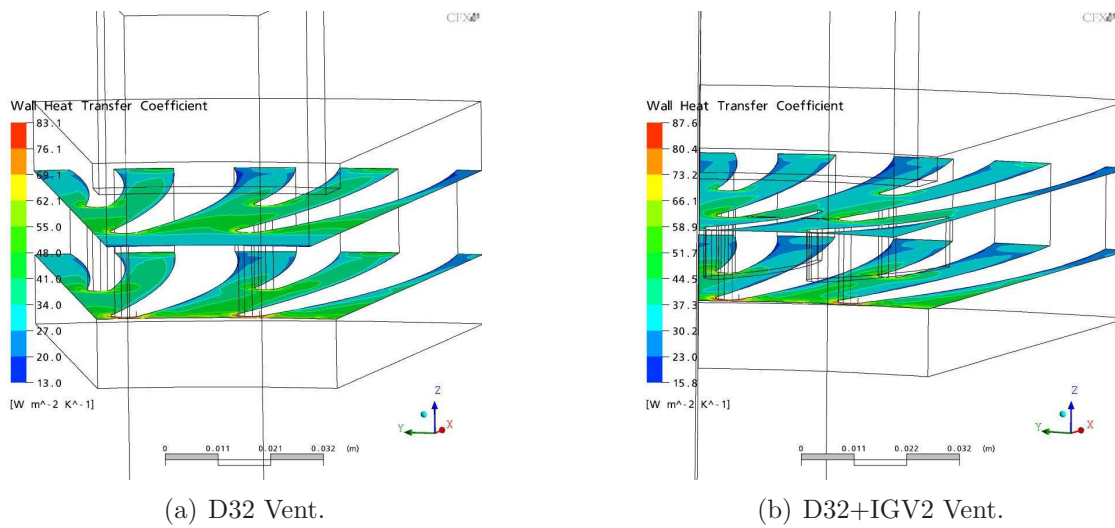 CFX
Wall Heat Transfer Coefficient
83.1
76.1
69.1
62.1
55.0
48.0
41.0
34.0
27.0
20.0
13.0
[W m^-2 K^-1]
Z
Y
X
0 0.011 0.021 0.032 (m)
(a) D32 Vent.
CFX
Wall Heat Transfer Coefficient
87.6
80.4
73.2
66.1
58.9
51.7
44.5
37.3
30.2
23.0
15.8
[W m^-2 K^-1]
Z
Y
X
0 0.011 0.022 0.032 (m)
(b) D32+IGV2 Vent.